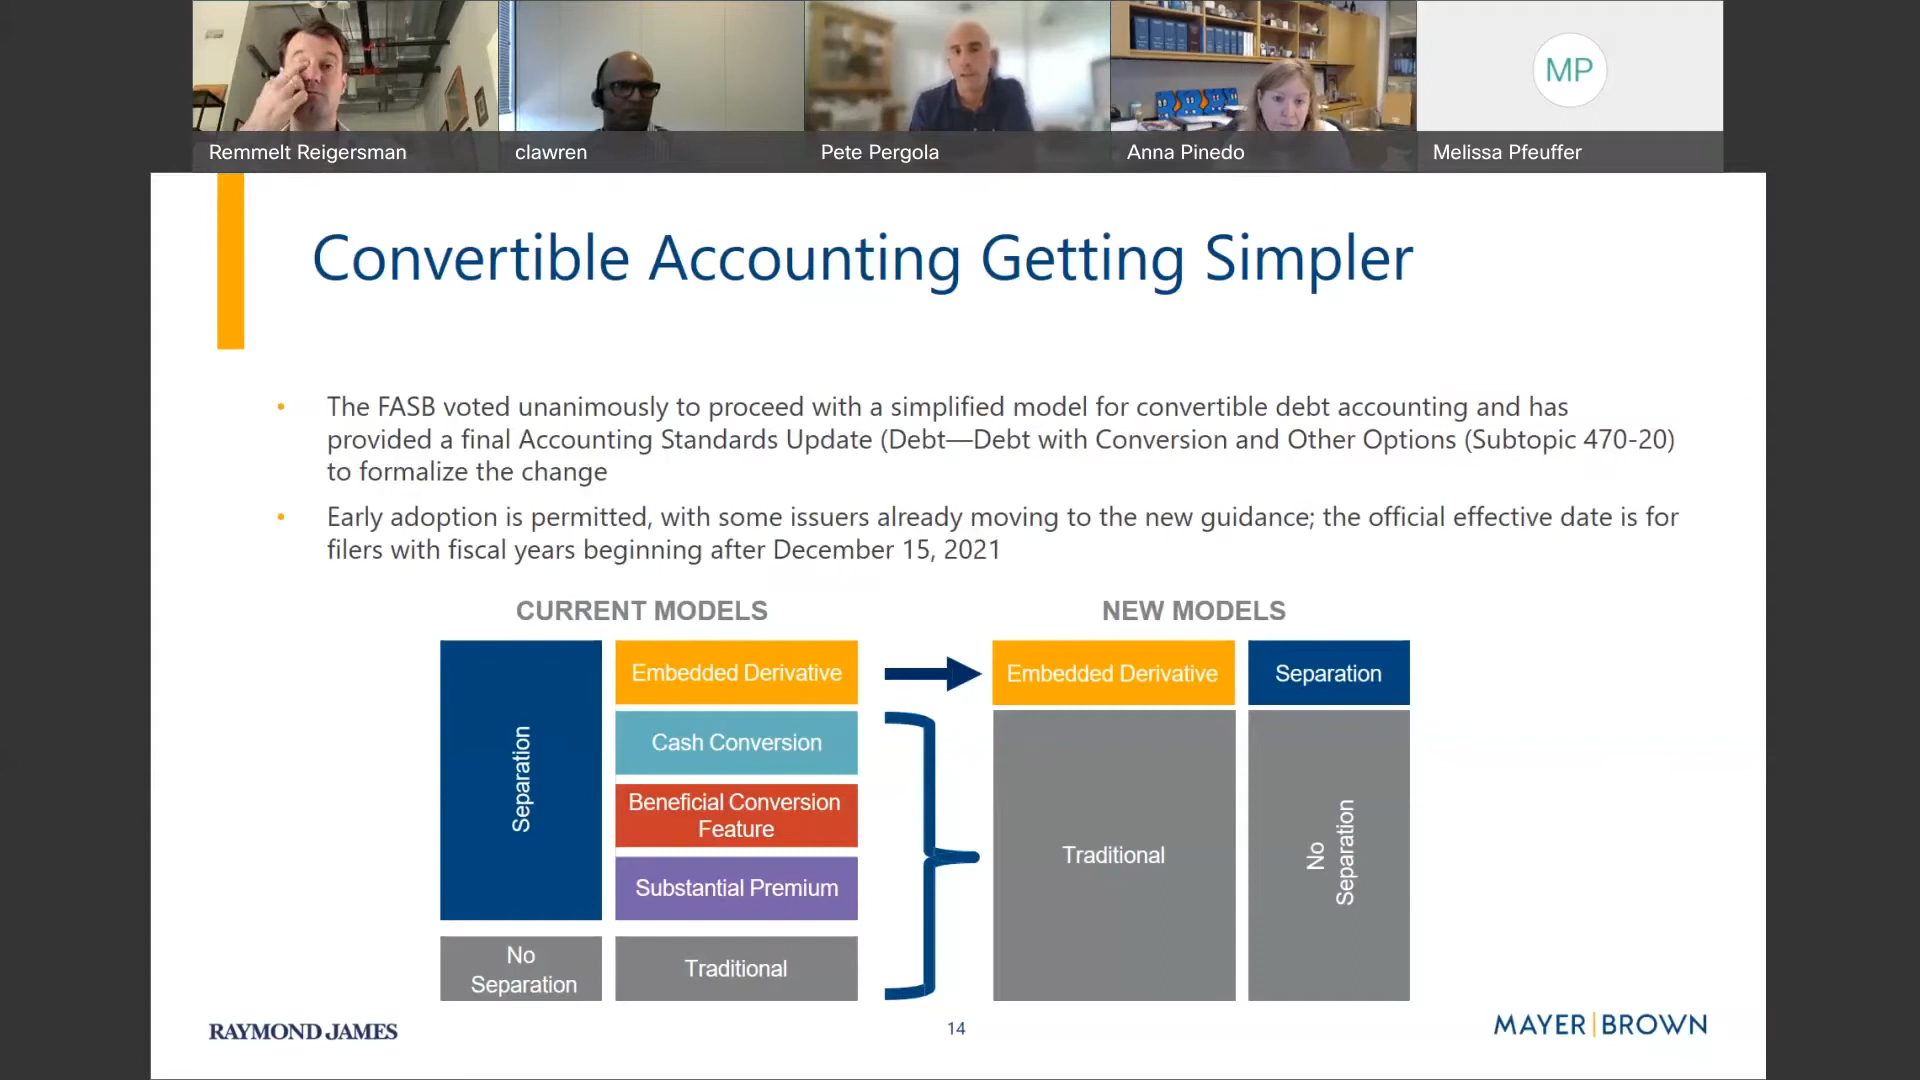 Remmelt Reigersman
clawren
Pete Pergola
Anna Pinedo
MP
Melissa Pfeuffer
Convertible Accounting Getting Simpler
• The FASB voted unanimously to proceed with a simplified model for convertible debt accounting and has
provided a final Accounting Standards Update (Debt—Debt with Conversion and Other Options (Subtopic 470-20)
to formalize the change
• Early adoption is permitted, with some issuers already moving to the new guidance; the official effective date is for
filers with fiscal years beginning after December 15, 2021
CURRENT MODELS
Separation
Embedded Derivative
Cash Conversion
Beneficial Conversion
Feature
Substantial Premium
No
Separation
Traditional
NEW MODELS
Embedded Derivative
Separation
Traditional
No
Separation
RAYMOND JAMES
14
MAYER|BROWN